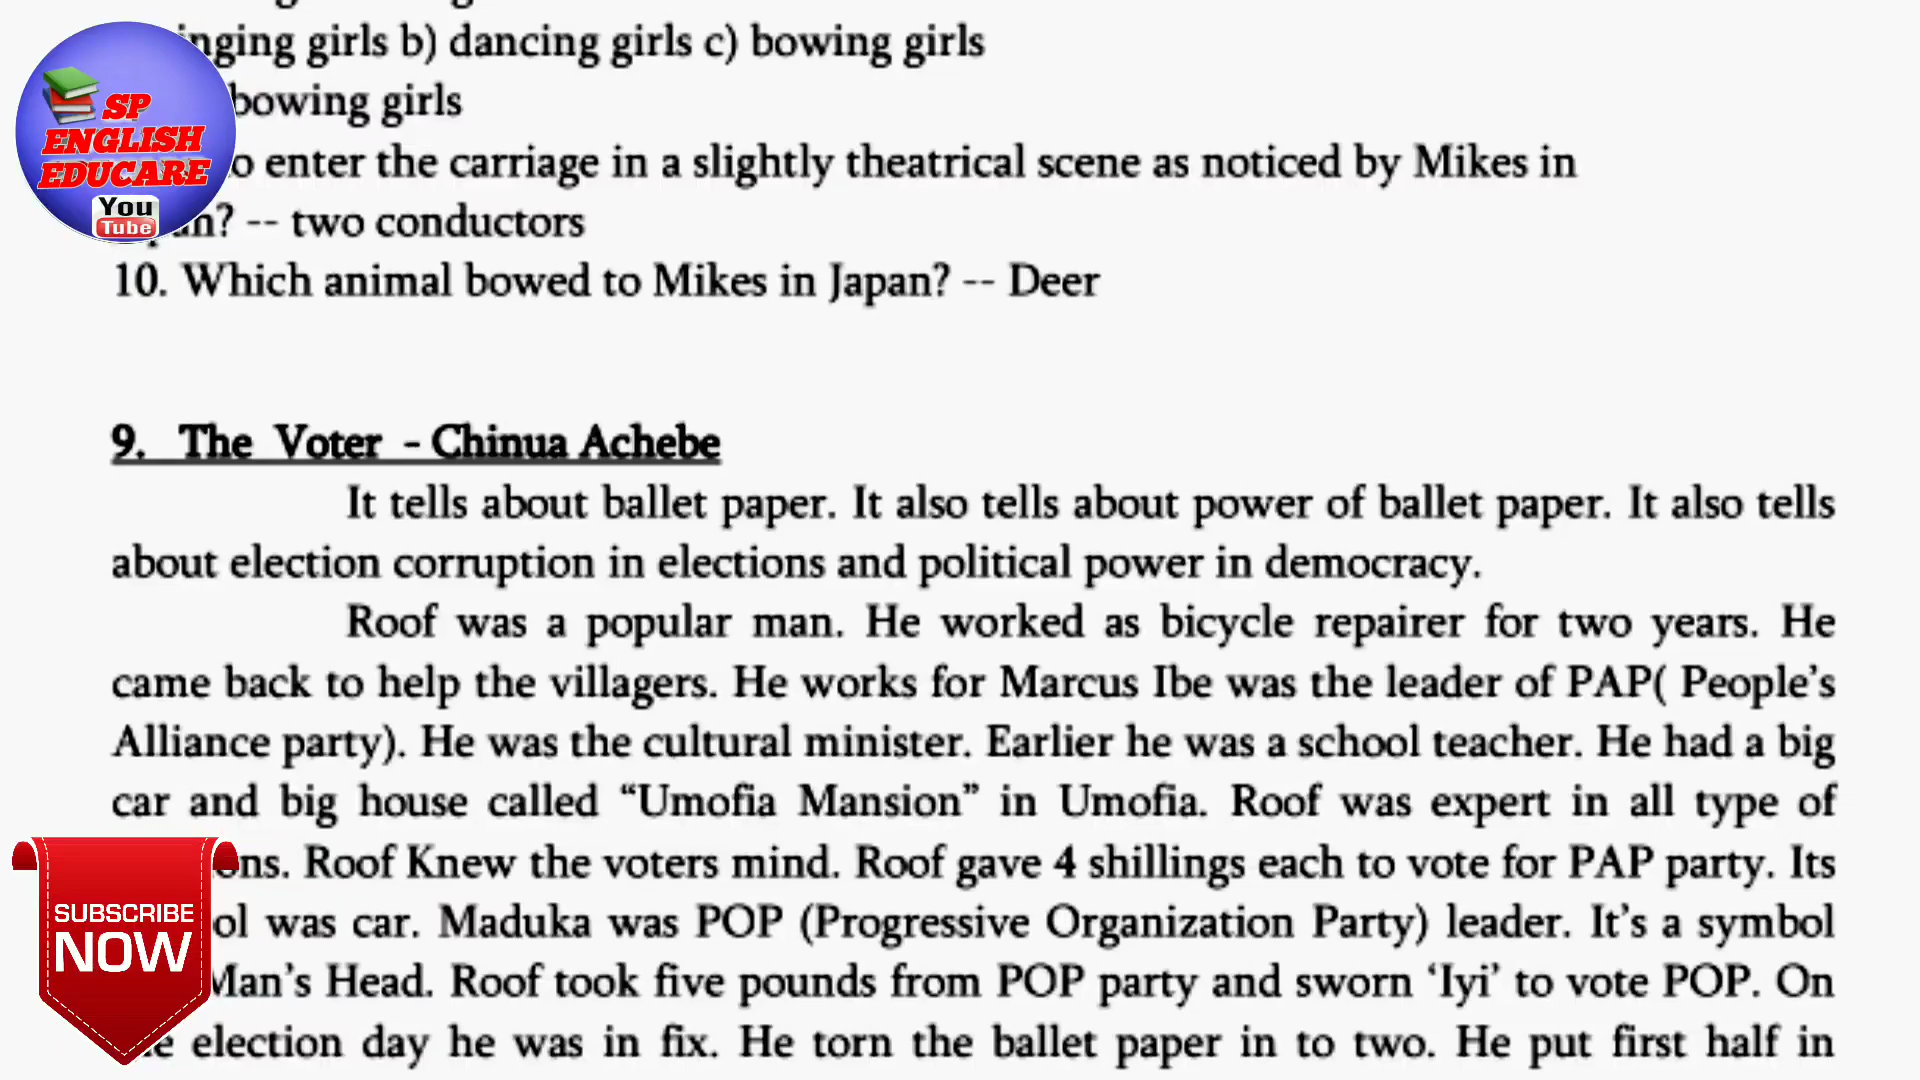 inging girls b) dancing girls c) bowing girls
bowing girls
SP
ENGLISH
EDUCARE
You
Tube
o enter the carriage in a slightly theatrical scene as noticed by Mikes in
-- two conductors
10. Which animal bowed to Mikes in Japan? -- Deer
9. The Voter - Chinua Achebe
It tells about ballet paper. It also tells about power of ballet paper. It also tells
about election corruption in elections and political power in democracy.
Roof was a popular man. He worked as bicycle repairer for two years. He
came back to help the villagers. He works for Marcus Ibe was the leader of PAP( People’s
Alliance party). He was the cultural minister. Earlier he was a school teacher. He had a big
car and big house called “Umofia Mansion” in Umofia. Roof was expert in all type of
ons. Roof Knew the voters mind. Roof gave 4 shillings each to vote for PAP party. Its
ol was car. Maduka was POP (Progressive Organization Party) leader. It’s a symbol
Man’s Head. Roof took five pounds from POP party and sworn ‘Iyi’ to vote POP. On
election day he was in fix. He torn the ballet paper in to two. He put first half in
SUBSCRIBE
NOW